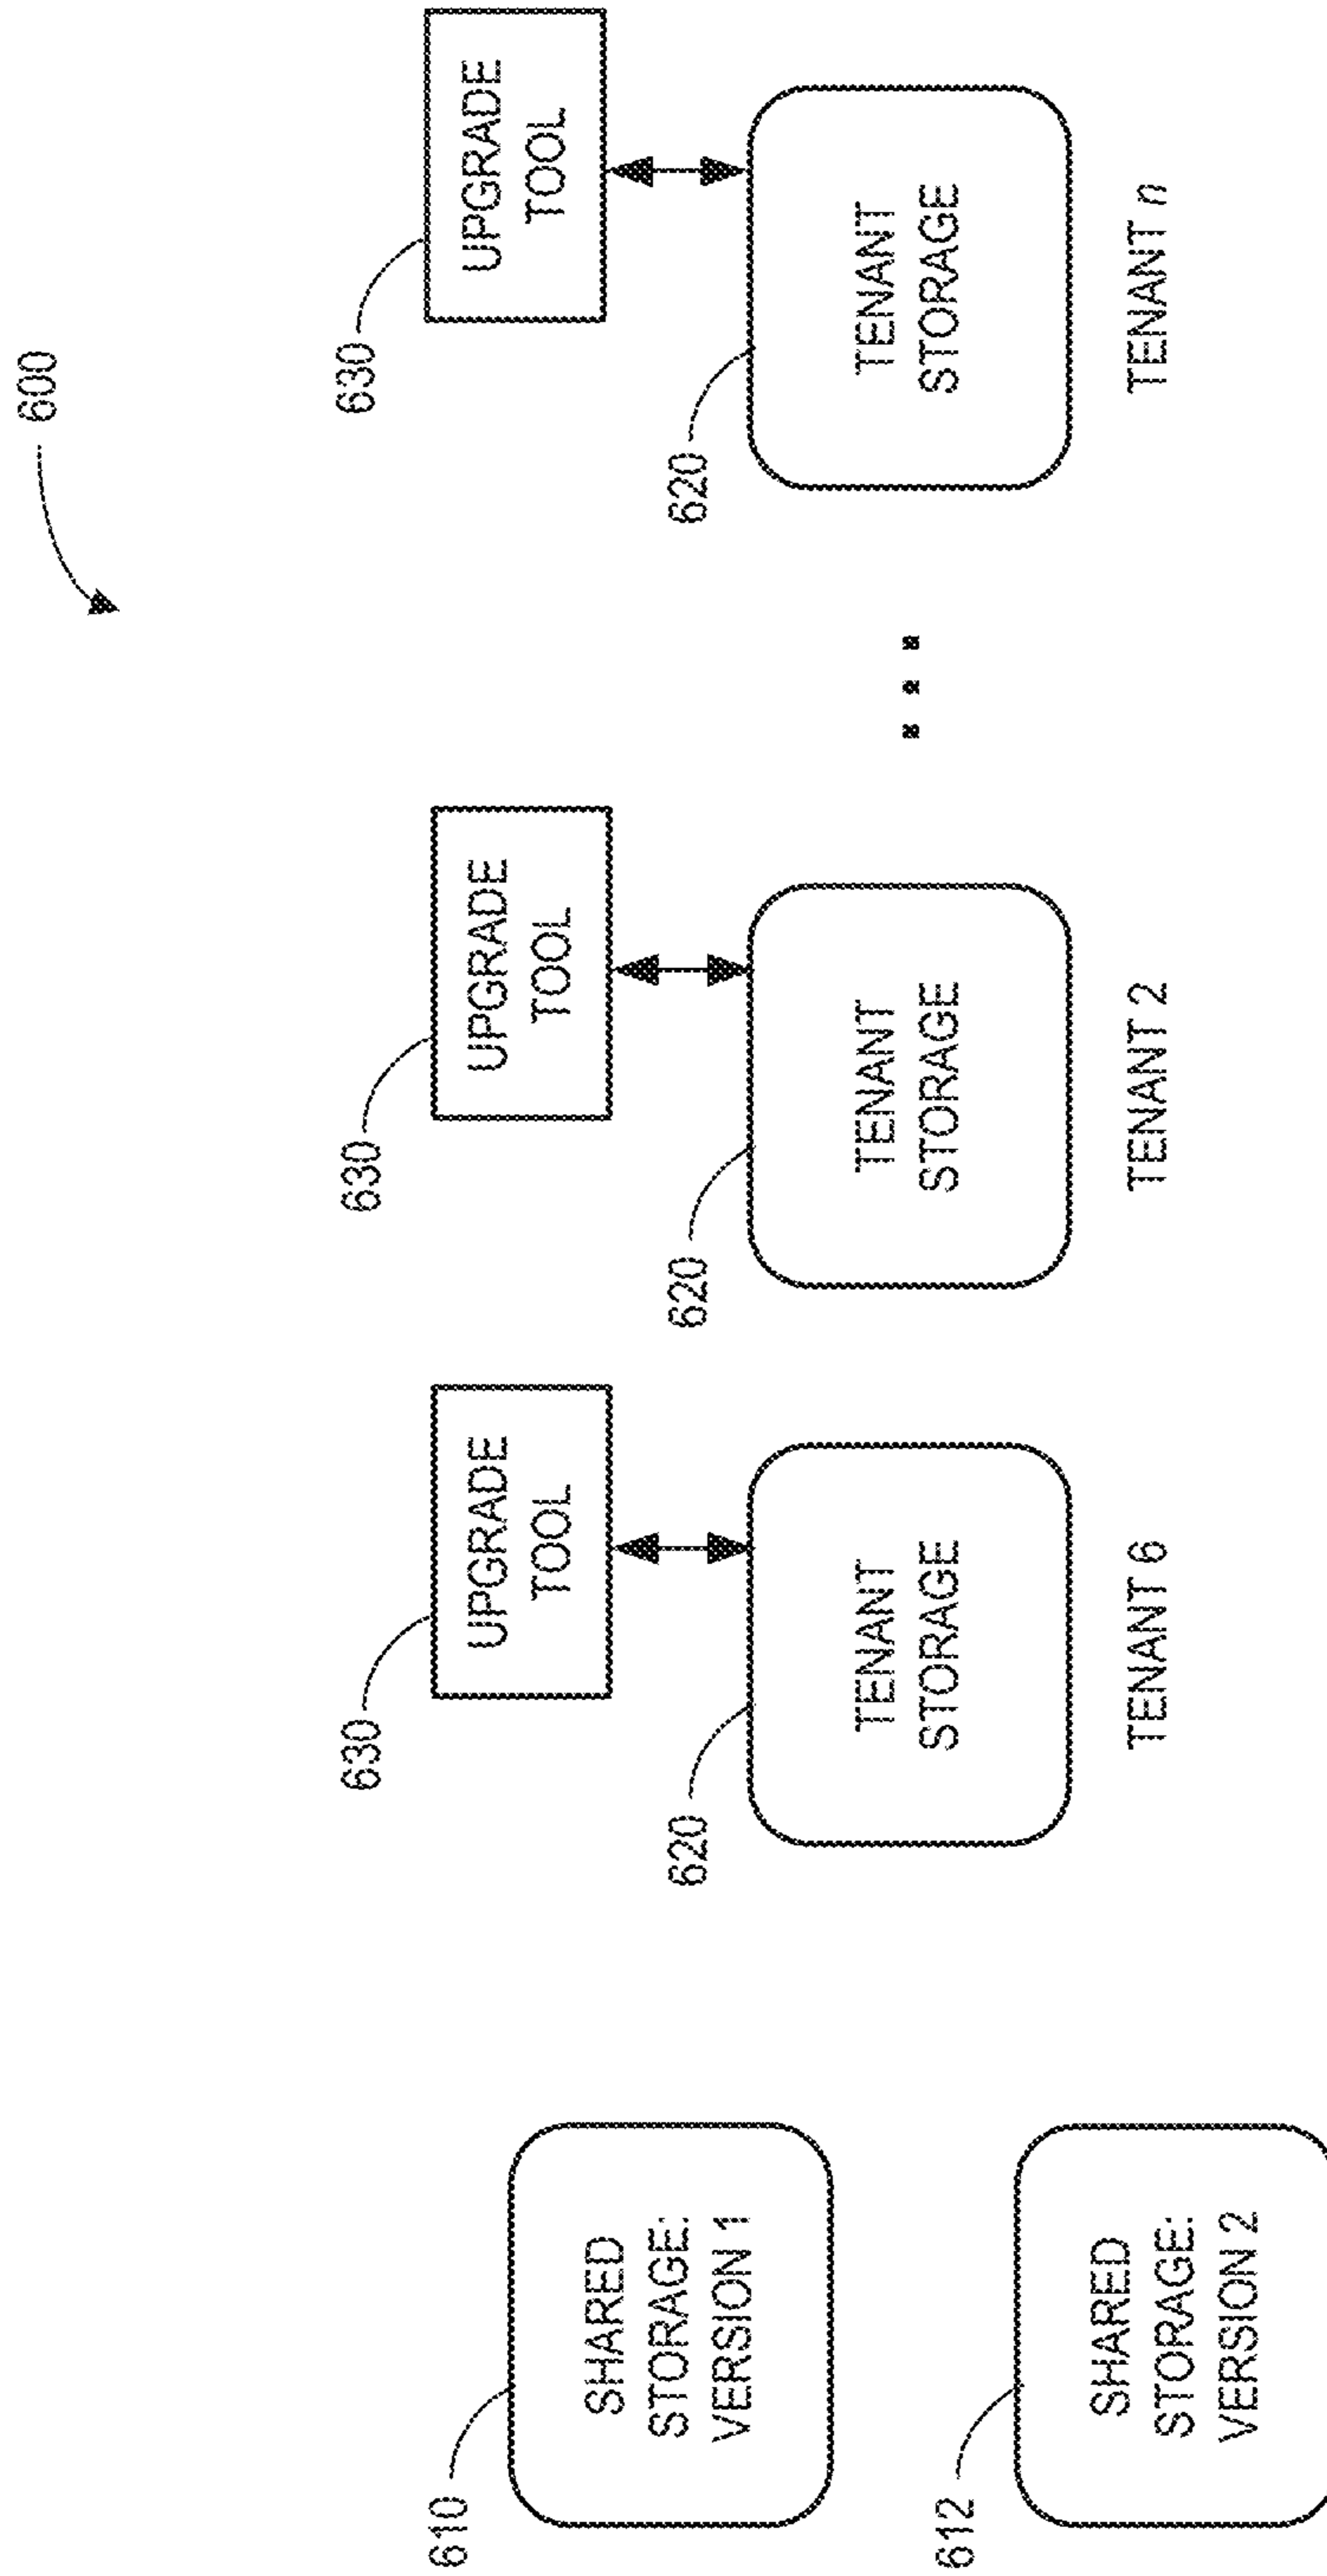 600
610
SHARED
STORAGE:
VERSION 1
612
SHARED
STORAGE:
VERSION 2
630
UPGRADE
TOOL
620
TENANT
STORAGE
TENANT 6
630
UPGRADE
TOOL
620
TENANT
STORAGE
TENANT 2
630
UPGRADE
TOOL
620
TENANT
STORAGE
TENANT n